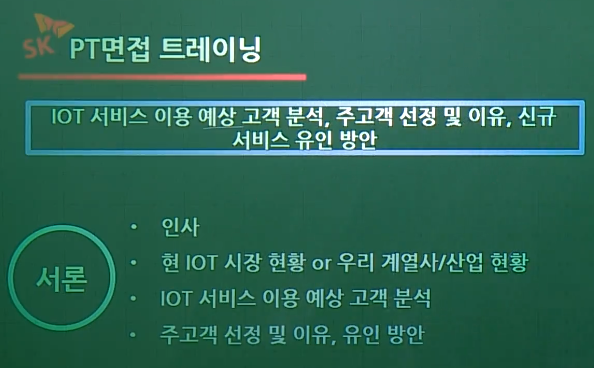 SK PT면접 트레이닝
IOT 서비스 이용 예상 고객 분석, 주고객 선정 및 이유, 신규
서비스 유인 방안
서론
• 인사
• 현 IOT 시장 현황 or 우리 계열사/산업 현황
• IOT 서비스 이용 예상 고객 분석
• 주고객 선정 및 이유, 유인 방안